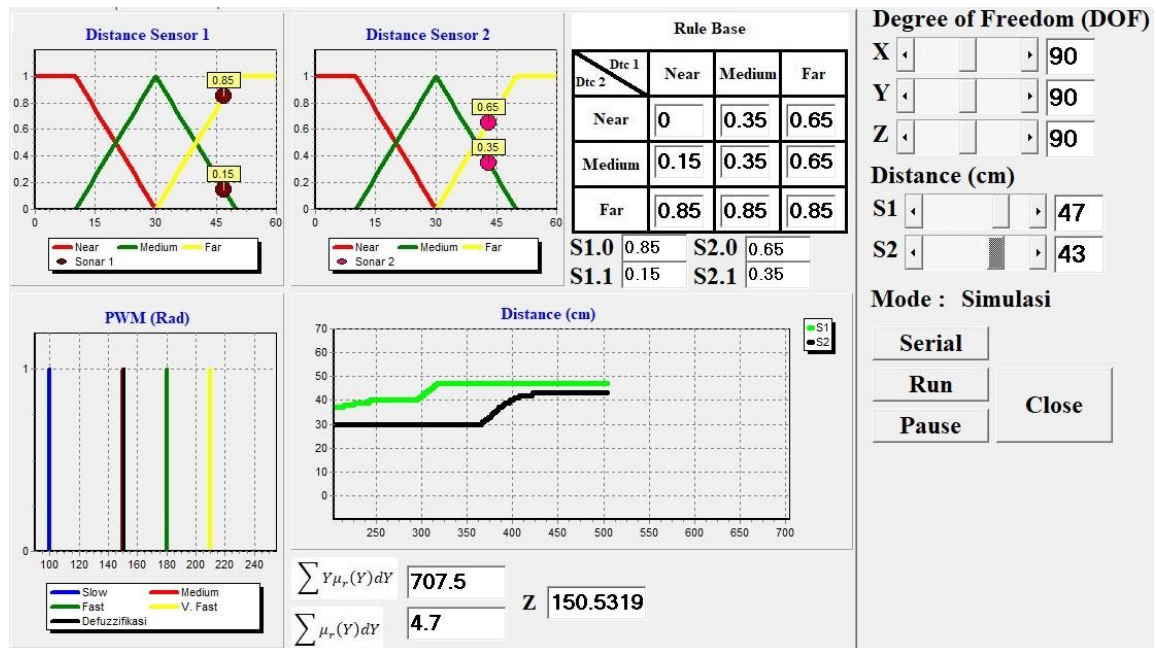 Distance Sensor 1
1
0.8
0.6
0.4
0.2
0
0 15 30 45 60
0.85
0.15
Near Medium Far
Sonar 1
Distance Sensor 2
1
0.8
0.6
0.4
0.2
0
0 15 30 45 60
0.65
0.35
Near Medium Far
Sonar 2
Rule Base
Dtc 1
Dtc 2
Near Medium Far
Near 0 0.35 0.65
Medium 0.15 0.35 0.65
Far 0.85 0.85 0.85
S1.0 0.85 S2.0 0.65
S1.1 0.15 S2.1 0.35
Degree of Freedom (DOF)
X 90
Y 90
Z 90
Distance (cm)
S1 47
S2 43
Mode : Simulasi
Serial
Run
Pause
Close
PWM (Rad)
1
0
100 120 140 160 180 200 220 240
Slow Medium
Fast V. Fast
Defuzzifikasi
Distance (cm)
70
60
50
40
30
20
10
0
250 300 350 400 450 500 550 600 650 700
S1
S2
∑ Yμr(Y)dY 707.5
Z 150.5319
∑ μr(Y)dY 4.7